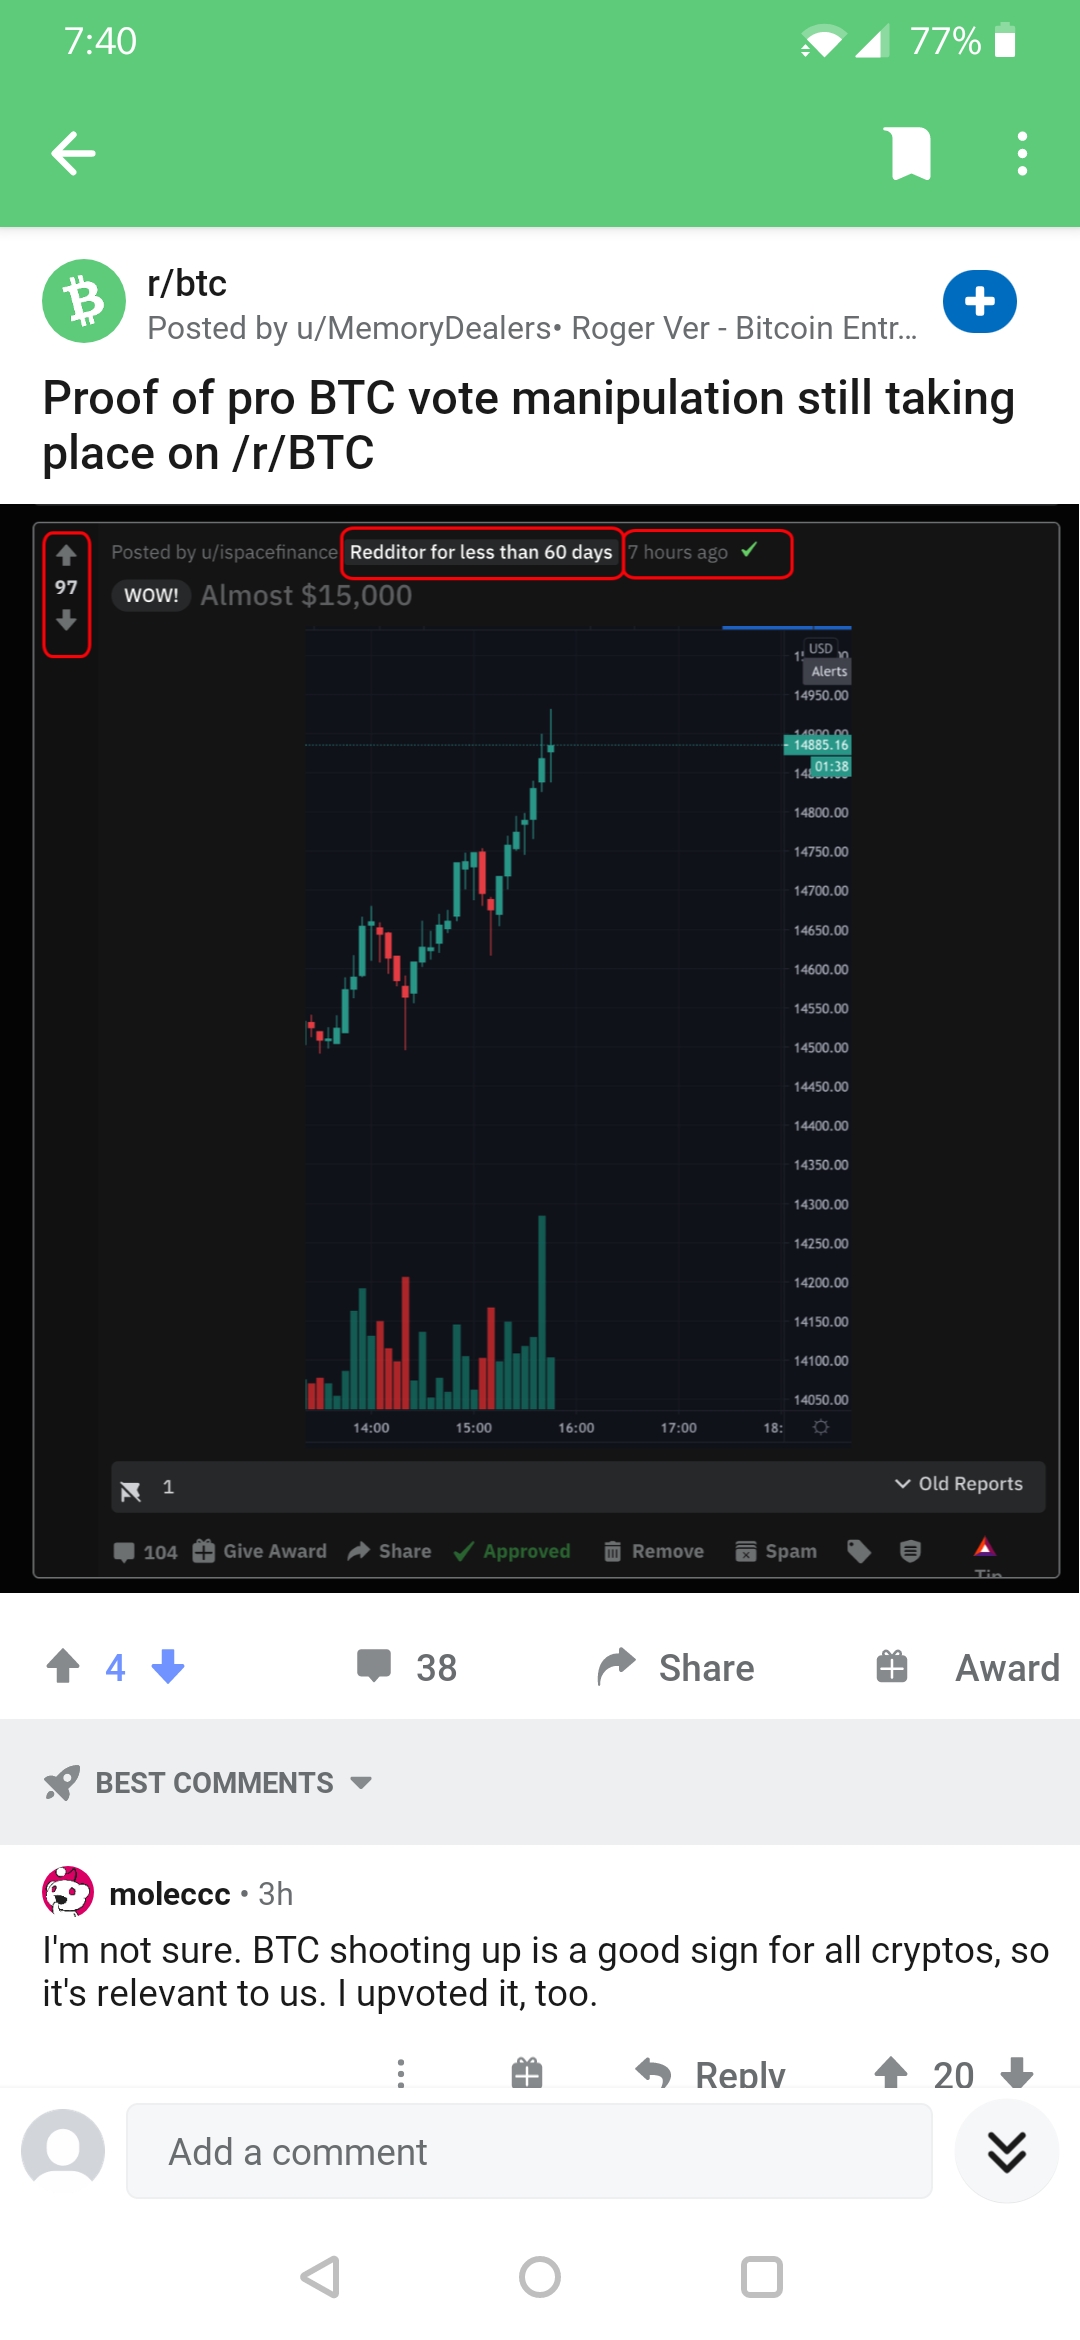 7:40
77%
r/btc
Posted by u/MemoryDealers• Roger Ver - Bitcoin Entr...
Proof of pro BTC vote manipulation still taking
place on /r/BTC
97
Posted by u/ispacefinance Redditor for less than 60 days 7 hours ago
WOW! Almost $15,000
USD
Alerts
14950.00
14885.16
01:38
14800.00
14750.00
14700.00
14650.00
14600.00
14550.00
14500.00
14450.00
14400.00
14350.00
14300.00
14250.00
14200.00
14150.00
14100.00
14050.00
14:00 15:00 16:00 17:00 18:
1 Old Reports
104 Give Award Share Approved Remove Spam
Tip
4 38 Share Award
BEST COMMENTS
moleccc • 3h
I'm not sure. BTC shooting up is a good sign for all cryptos, so
it's relevant to us. I upvoted it, too.
Reply 20
Add a comment